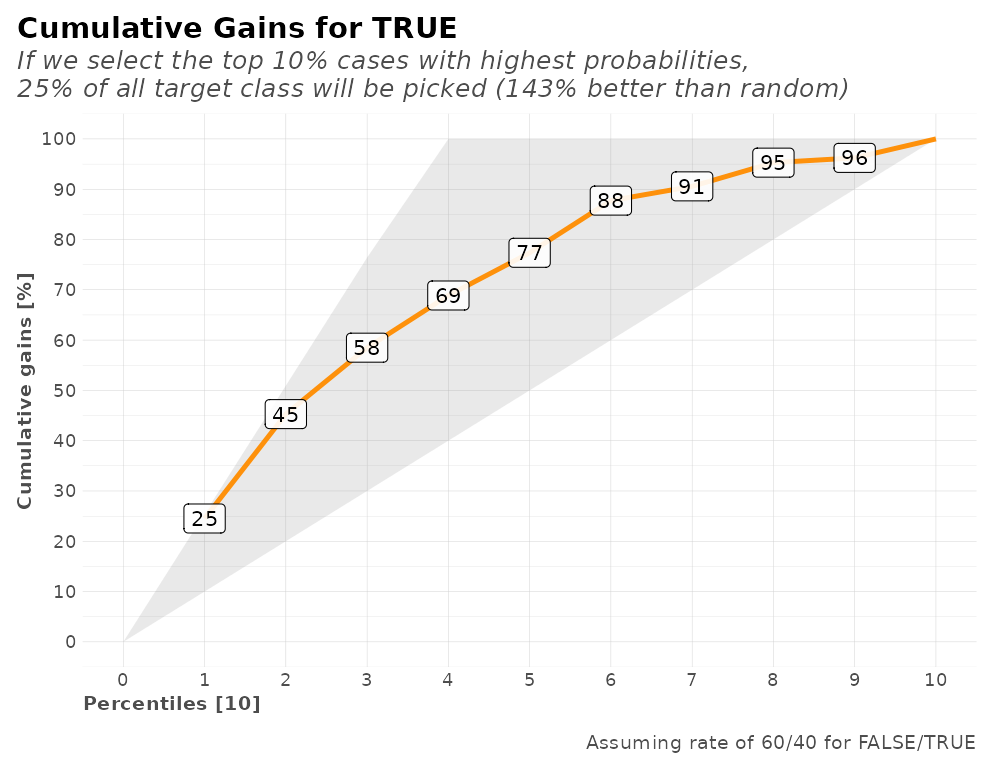 Cumulative Gains for TRUE
If we select the top 10% cases with highest probabilities,
25% of all target class will be picked (143% better than random)
Cumulative gains [%]
100
90
80
70
60
50
40
30
20
10
0
25
45
58
69
77
88
91
95
96
0 1 2 3 4 5 6 7 8 9 10
Percentiles [10]
Assuming rate of 60/40 for FALSE/TRUE